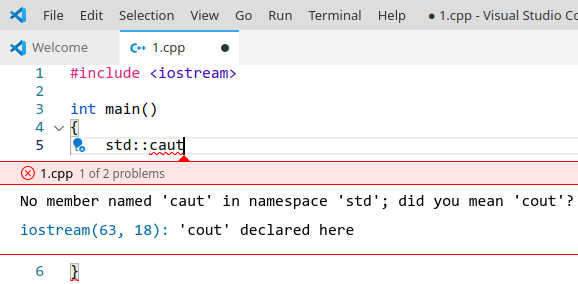 File Edit Selection View Go Run Terminal Help ● 1.cpp - Visual Studio Co
Welcome C++ 1.cpp ●
1 #include <iostream>
2
3 int main()
4 {
5 std::caut
1.cpp 1 of 2 problems
No member named 'caut' in namespace 'std'; did you mean 'cout'?
iostream(63, 18): 'cout' declared here
6 }